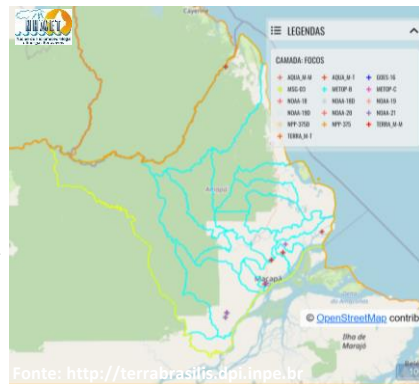 NHMET
Cayenne
LEGENDAS
CAMADA: FOCOS
AQUA_M-M AQUA_M-T GOES-16
MSG-03 METOP-B METOP-C
NOAA-18 NOAA-18D NOAA-19
NOAA-19D NOAA-20 NOAA-21
NPP-375D NPP-375 TERRA_M-M
TERRA_M-T
Amapá
Macapá
© OpenStreetMap contrib
Ilha de
Marajó
Fonte: http://terrabrasilis.dpi.inpe.br